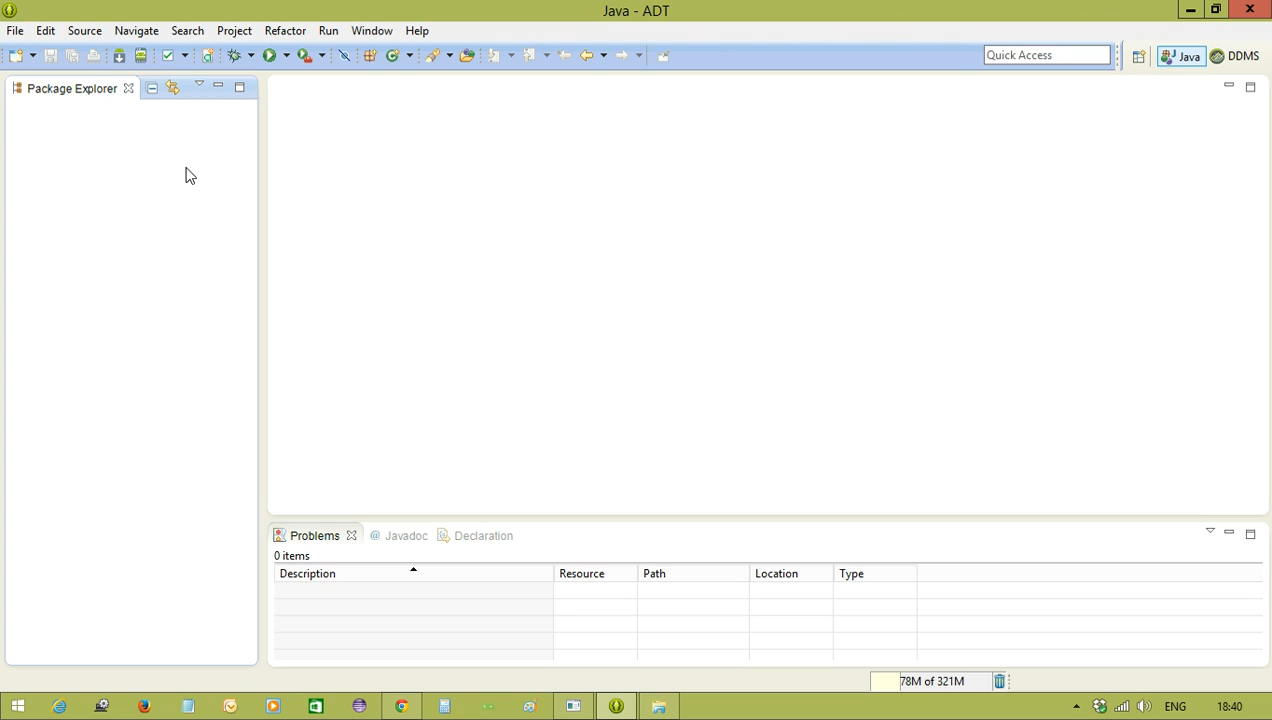 Java - ADT
File Edit Source Navigate Search Project Refactor Run Window Help
Quick Access
Java
DDMS
Package Explorer
Problems
@ Javadoc
Declaration
0 items
Description Resource Path Location Type
78M of 321M
ENG
18:40